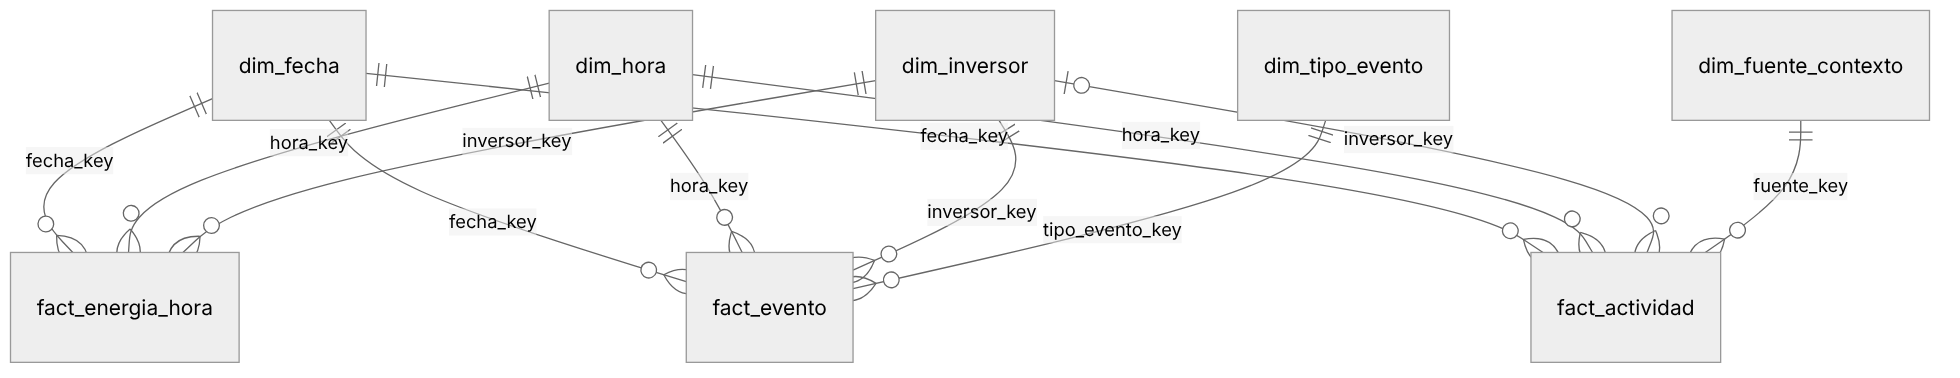 dim_fecha
dim_hora
dim_inversor
dim_tipo_evento
dim_fuente_contexto
fecha_key
hora_key
inversor_key
fecha_key
hora_key
inversor_key
fecha_key
hora_key
inversor_key
tipo_evento_key
fuente_key
fact_energia_hora
fact_evento
fact_actividad